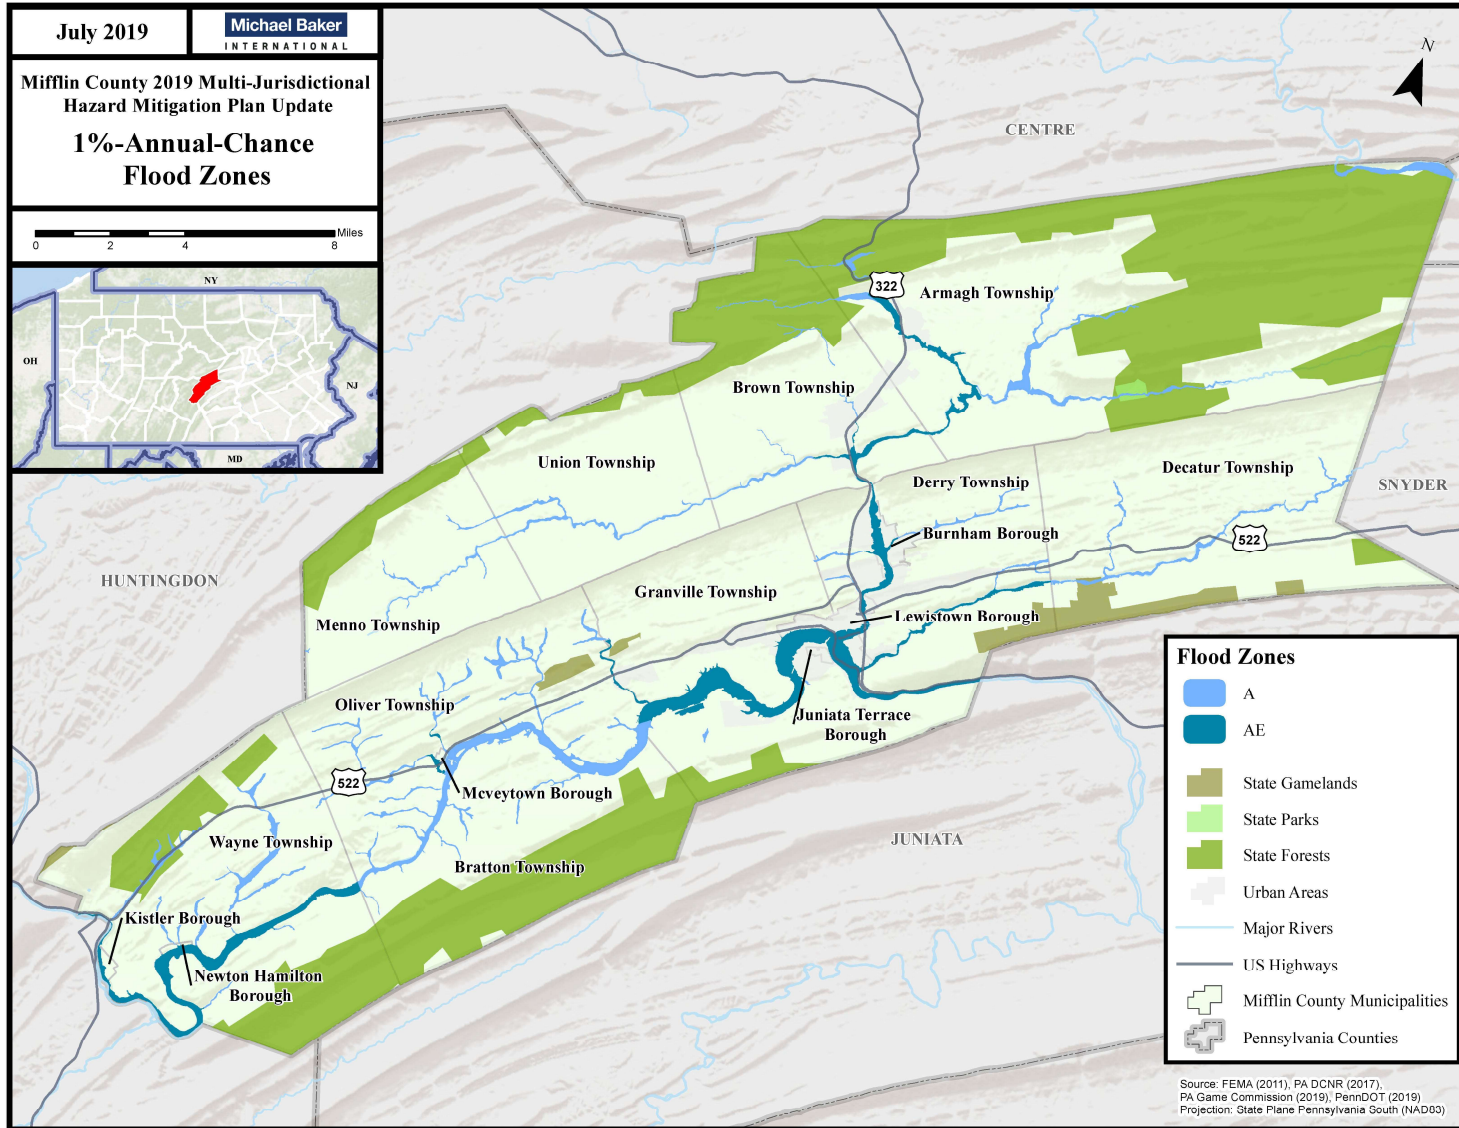 July 2019
Michael Baker
INTERNATIONAL
Mifflin County 2019 Multi-Jurisdictional
Hazard Mitigation Plan Update
1%-Annual-Chance
Flood Zones
Miles
0 2 4 8
NY
OH
NJ
MD
N
CENTRE
322
Armagh Township
Brown Township
Union Township
Decatur Township
Derry Township
SNYDER
522
Burnham Borough
HUNTINGDON
Granville Township
Menno Township
Lewistown Borough
Oliver Township
Juniata Terrace
Borough
522
Mcveytown Borough
Wayne Township
JUNIATA
Bratton Township
Kistler Borough
Newton Hamilton
Borough
Flood Zones
A
AE
State Gamelands
State Parks
State Forests
Urban Areas
Major Rivers
US Highways
Mifflin County Municipalities
Pennsylvania Counties
Source: FEMA (2011), PA DCNR (2017),
PA Game Commission (2019), PennDOT (2019)
Projection: State Plane Pennsylvania South (NAD83)